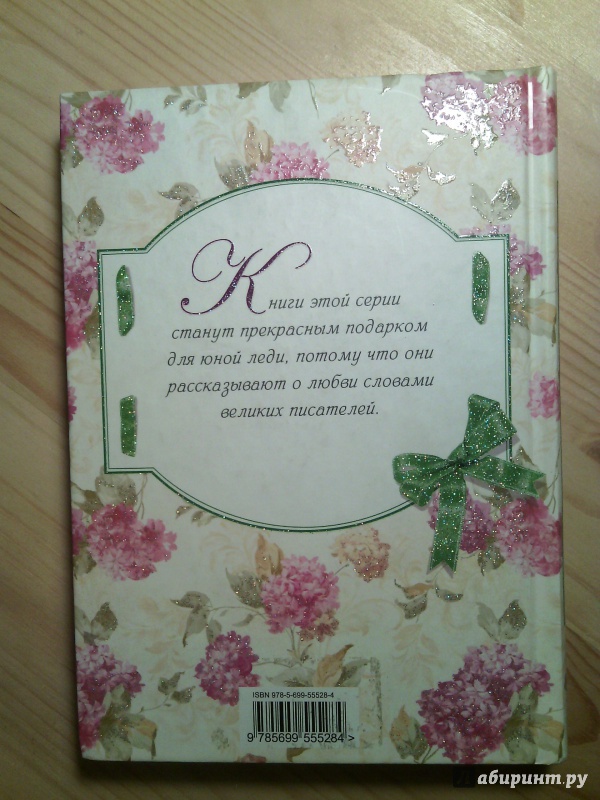 Книги этой серии
станут прекрасным подарком
для юной леди, потому что они
рассказывают о любви словами
великих писателей.
ISBN 978-5-699-55528-4
9 785699 555284 >
Лабиринт.ру